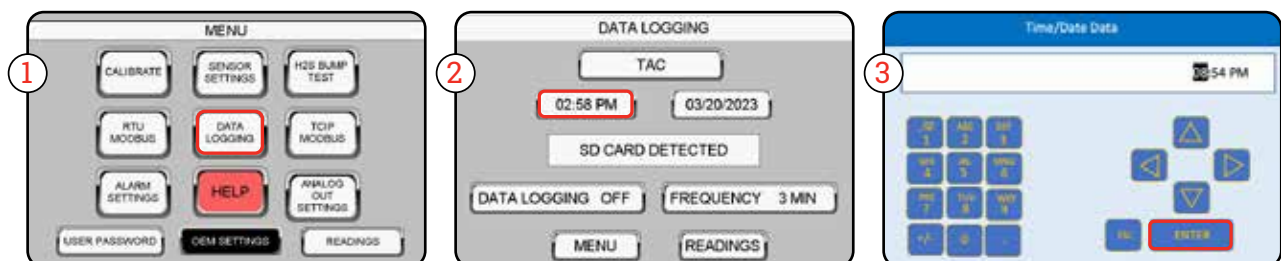 1
MENU
CALIBRATE
SENSOR
SETTINGS
H2S BUMP
TEST
RTU
MODBUS
DATA
LOGGING
TCIP
MODBUS
ALARM
SETTINGS
HELP
ANALOG
OUT
SETTINGS
USER PASSWORD
OEM SETTINGS
READINGS
2
DATA LOGGING
TAC
02:58 PM
03/20/2023
SD CARD DETECTED
DATA LOGGING OFF
FREQUENCY 3 MIN
MENU
READINGS
3
Time/Date Data
:54 PM
1
2
3
4
5
6
7
8
9
+/-
0
.
ENTER